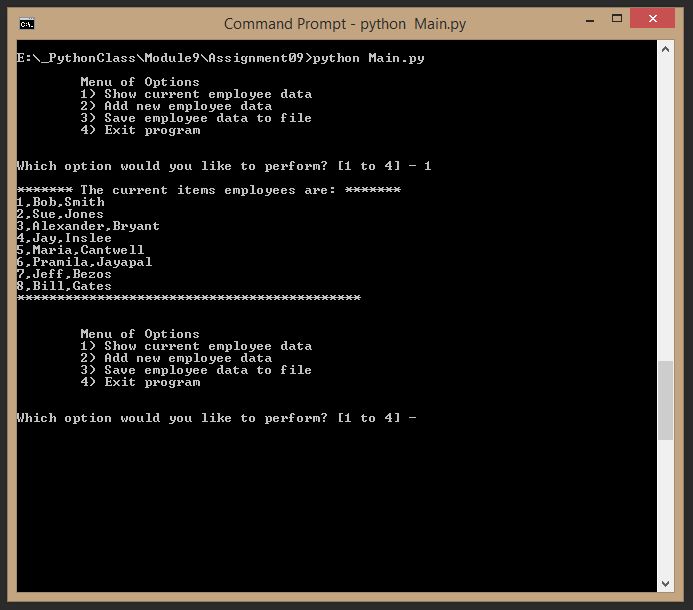 Command Prompt - python  Main.py
E:\_PythonClass\Module9\Assignment09>python Main.py
Menu of Options
1) Show current employee data
2) Add new employee data
3) Save employee data to file
4) Exit program
Which option would you like to perform? [1 to 4] - 1
******* The current items employees are: *******
1,Bob,Smith
2,Sue,Jones
3,Alexander,Bryant
4,Jay,Inslee
5,Maria,Cantwell
6,Pramila,Jayapal
7,Jeff,Bezos
8,Bill,Gates
*******************************************
Menu of Options
1) Show current employee data
2) Add new employee data
3) Save employee data to file
4) Exit program
Which option would you like to perform? [1 to 4] -